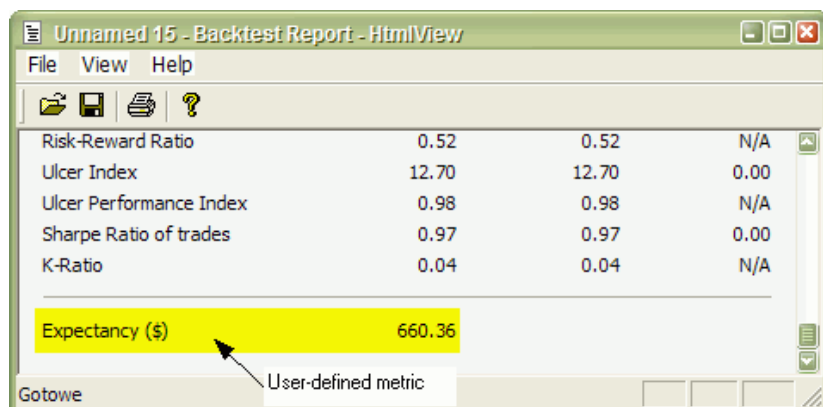 Unnamed 15 - Backtest Report - HtmlView
File View Help
Risk-Reward Ratio 0.52 0.52 N/A
Ulcer Index 12.70 12.70 0.00
Ulcer Performance Index 0.98 0.98 N/A
Sharpe Ratio of trades 0.97 0.97 0.00
K-Ratio 0.04 0.04 N/A
Expectancy ($) 660.36
User-defined metric
Gotowe